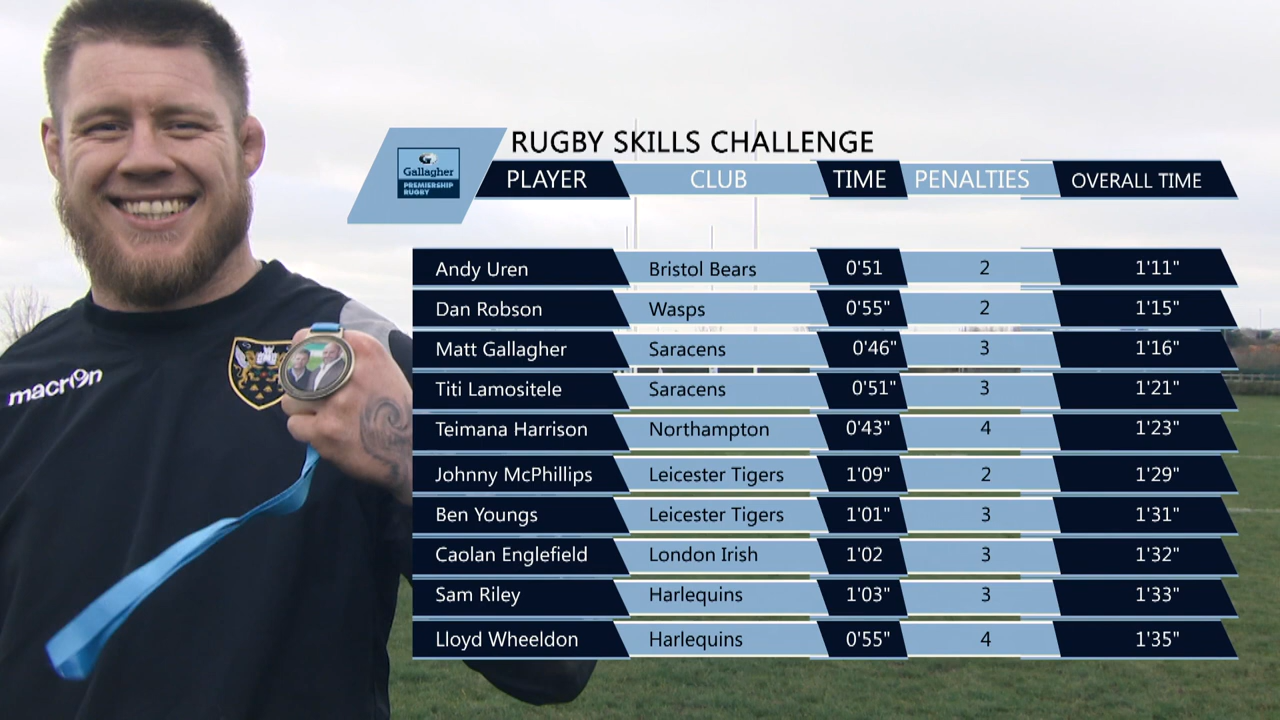 RUGBY SKILLS CHALLENGE
Gallagher
PREMIERSHIP
RUGBY
PLAYER CLUB TIME PENALTIES OVERALL TIME
Andy Uren Bristol Bears 0'51 2 1'11"
Dan Robson Wasps 0'55" 2 1'15"
Matt Gallagher Saracens 0'46" 3 1'16"
Titi Lamositele Saracens 0'51" 3 1'21"
Teimana Harrison Northampton 0'43" 4 1'23"
Johnny McPhillips Leicester Tigers 1'09" 2 1'29"
Ben Youngs Leicester Tigers 1'01" 3 1'31"
Caolan Englefield London Irish 1'02 3 1'32"
Sam Riley Harlequins 1'03" 3 1'33"
Lloyd Wheeldon Harlequins 0'55" 4 1'35"
macron